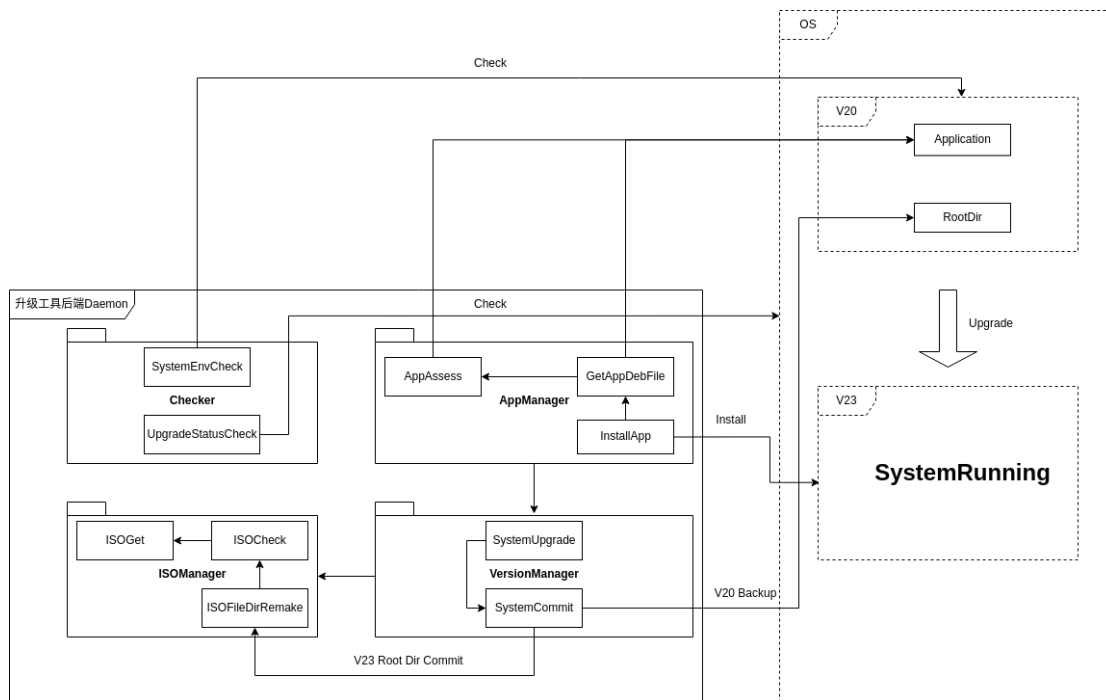 OS
Check
V20
Application
RootDir
升级工具后端Daemon
Check
Upgrade
SystemEnvCheck
Checker
UpgradeStatusCheck
AppAssess
GetAppDebFile
AppManager
InstallApp
Install
V23
SystemRunning
ISOGet
ISOCheck
ISOManager
ISOFileDirRemake
SystemUpgrade
VersionManager
SystemCommit
V20 Backup
V23 Root Dir Commit